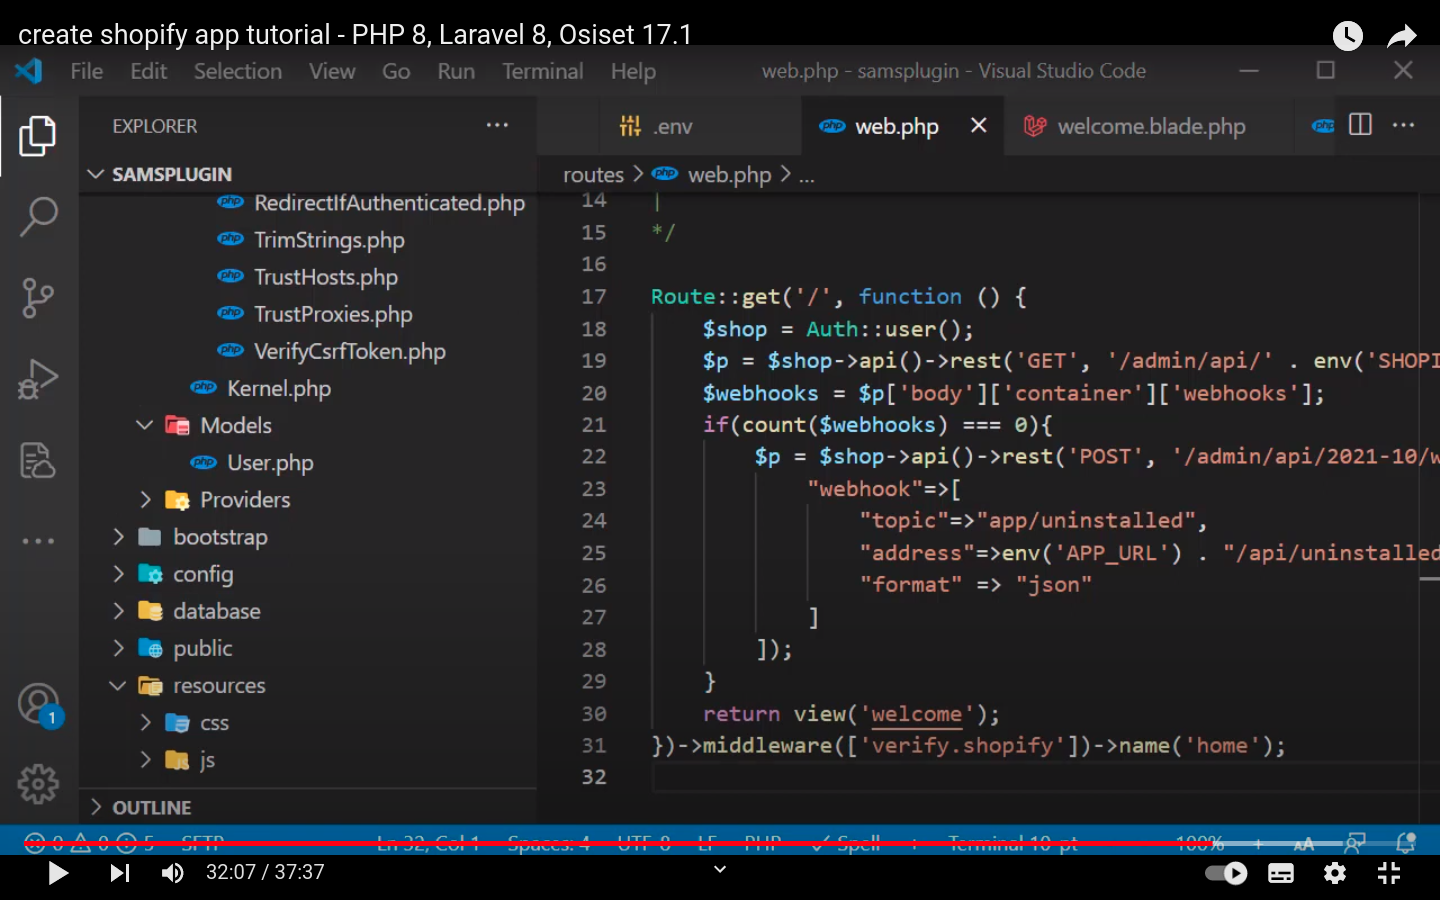 create shopify app tutorial - PHP 8, Laravel 8, Osiset 17.1
File Edit Selection View Go Run Terminal Help web.php - samsplugin - Visual Studio Code
EXPLORER ...
.env
web.php
welcome.blade.php
SAMSPLUGIN
routes > web.php > ...
RedirectIfAuthenticated.php
TrimStrings.php
TrustHosts.php
TrustProxies.php
VerifyCsrfToken.php
Kernel.php
Models
User.php
Providers
bootstrap
config
database
public
resources
css
js
OUTLINE
14 |
15 */
16
17 Route::get('/', function () {
18 $shop = Auth::user();
19 $p = $shop->api()->rest('GET', '/admin/api/' . env('SHOPI
20 $webhooks = $p['body']['container']['webhooks'];
21 if(count($webhooks) === 0){
22 $p = $shop->api()->rest('POST', '/admin/api/2021-10/w
23 "webhook"=>[
24 "topic"=>"app/uninstalled",
25 "address"=>env('APP_URL') . "/api/uninstalled
26 "format" => "json"
27 ]
28 ]);
29 }
30 return view('welcome');
31 })->middleware(['verify.shopify'])->name('home');
32
1
0 0 5 SFTP Ln 32, Col 1 Spaces: 4 UTF-8 LF PHP ✓ Spell + Terminal 10 pt 100% + AA
32:07 / 37:37